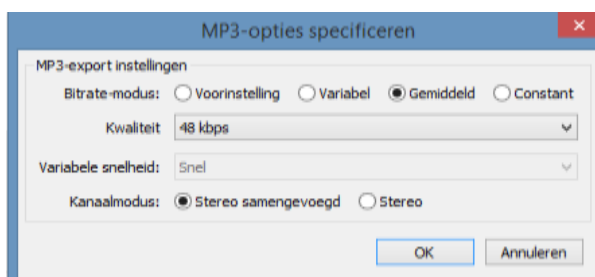 MP3-opties specificeren
MP3-export instellingen
Bitrate-modus: Voorinstelling Variabel Gemiddeld Constant
Kwaliteit 48 kbps
Variabele snelheid: Snel
Kanaalmodus: Stereo samengevoegd Stereo
OK Annuleren